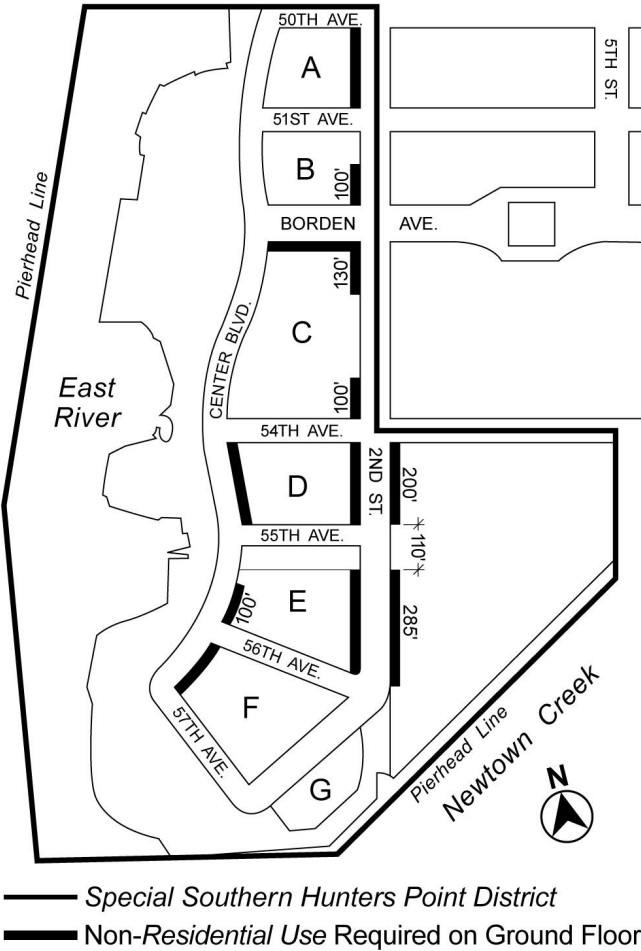 50TH AVE.
A
5TH ST.
51ST AVE.
B
100'
BORDEN AVE.
Pierhead Line
130'
C
CENTER BLVD.
100'
East
River
54TH AVE.
D
2ND ST.
200'
55TH AVE.
110'
E
100'
285'
56TH AVE.
F
57TH AVE.
G
Pierhead Line
Newtown Creek
N
Special Southern Hunters Point District
Non-Residential Use Required on Ground Floor